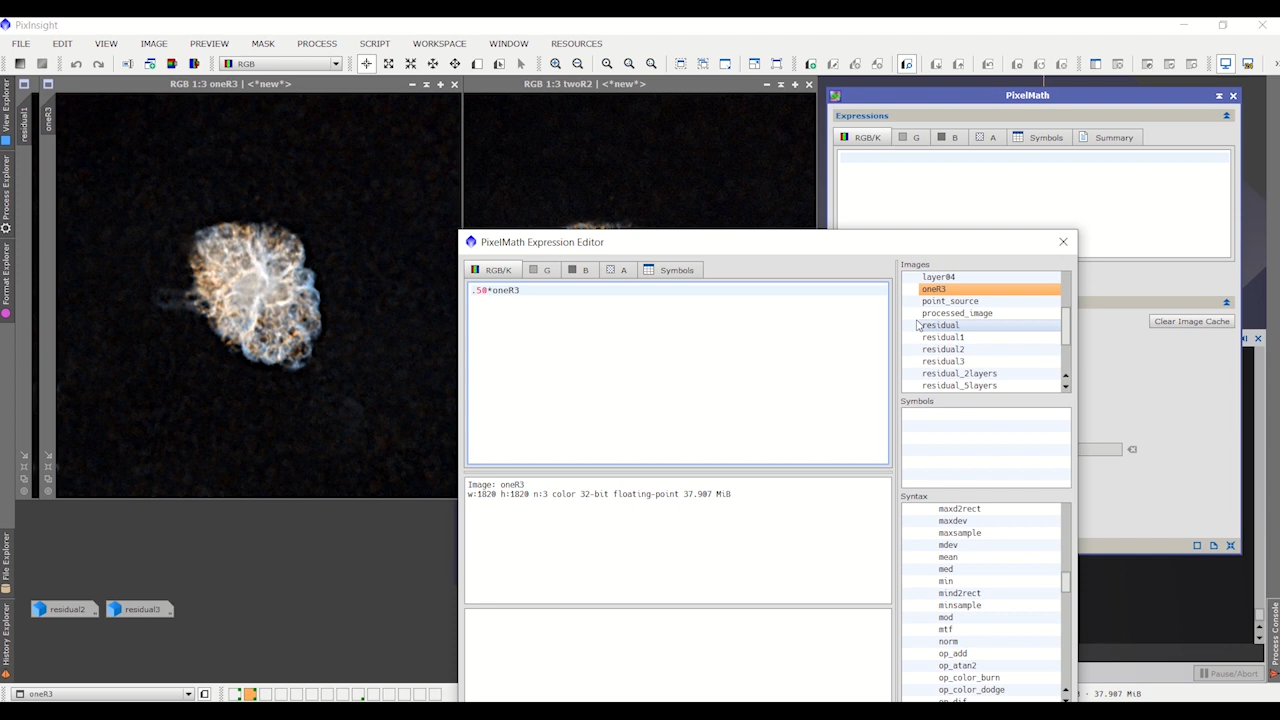 PixInsight
FILE EDIT VIEW IMAGE PREVIEW MASK PROCESS SCRIPT WORKSPACE WINDOW RESOURCES
RGB
RGB 1:3 oneR3 | <*new*>
RGB 1:3 twoR2 | <*new*>
PixelMath
Expressions
RGB/K G B A Symbols Summary
View Explorer
Process Explorer
Format Explorer
File Explorer
History Explorer
residual1
oneR3
PixelMath Expression Editor
RGB/K G B A Symbols
.50*oneR3
Images
layer04
oneR3
point_source
processed_image
residual
residual1
residual2
residual3
residual_2layers
residual_5layers
Clear Image Cache
Symbols
Image: oneR3
w:1820 h:1820 n:3 color 32-bit floating-point 37.907 MiB
Syntax
maxd2rect
maxdev
maxsample
mdev
mean
med
min
mind2rect
minsample
mod
mtf
norm
op_add
op_atan2
op_color_burn
op_color_dodge
op_dif
residual2
residual3
Process Console
Pause/Abort
oneR3
· 37.907 MiB